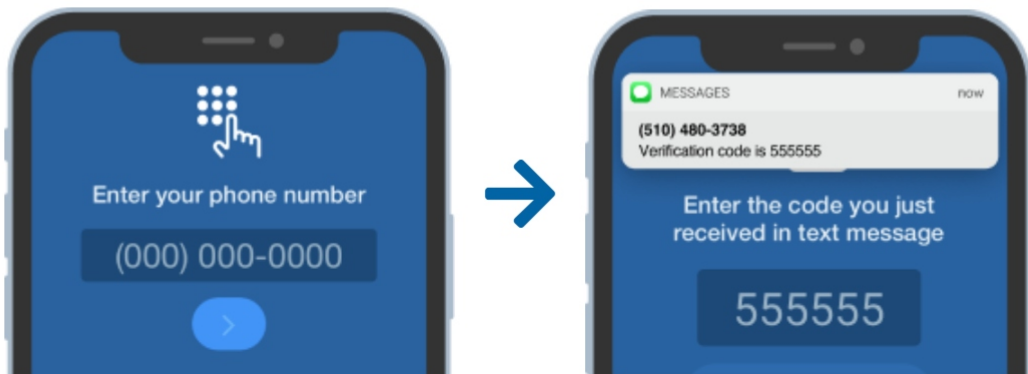 Enter your phone number
(000) 000-0000
MESSAGES now
(510) 480-3738
Verification code is 555555
Enter the code you just
received in text message
555555